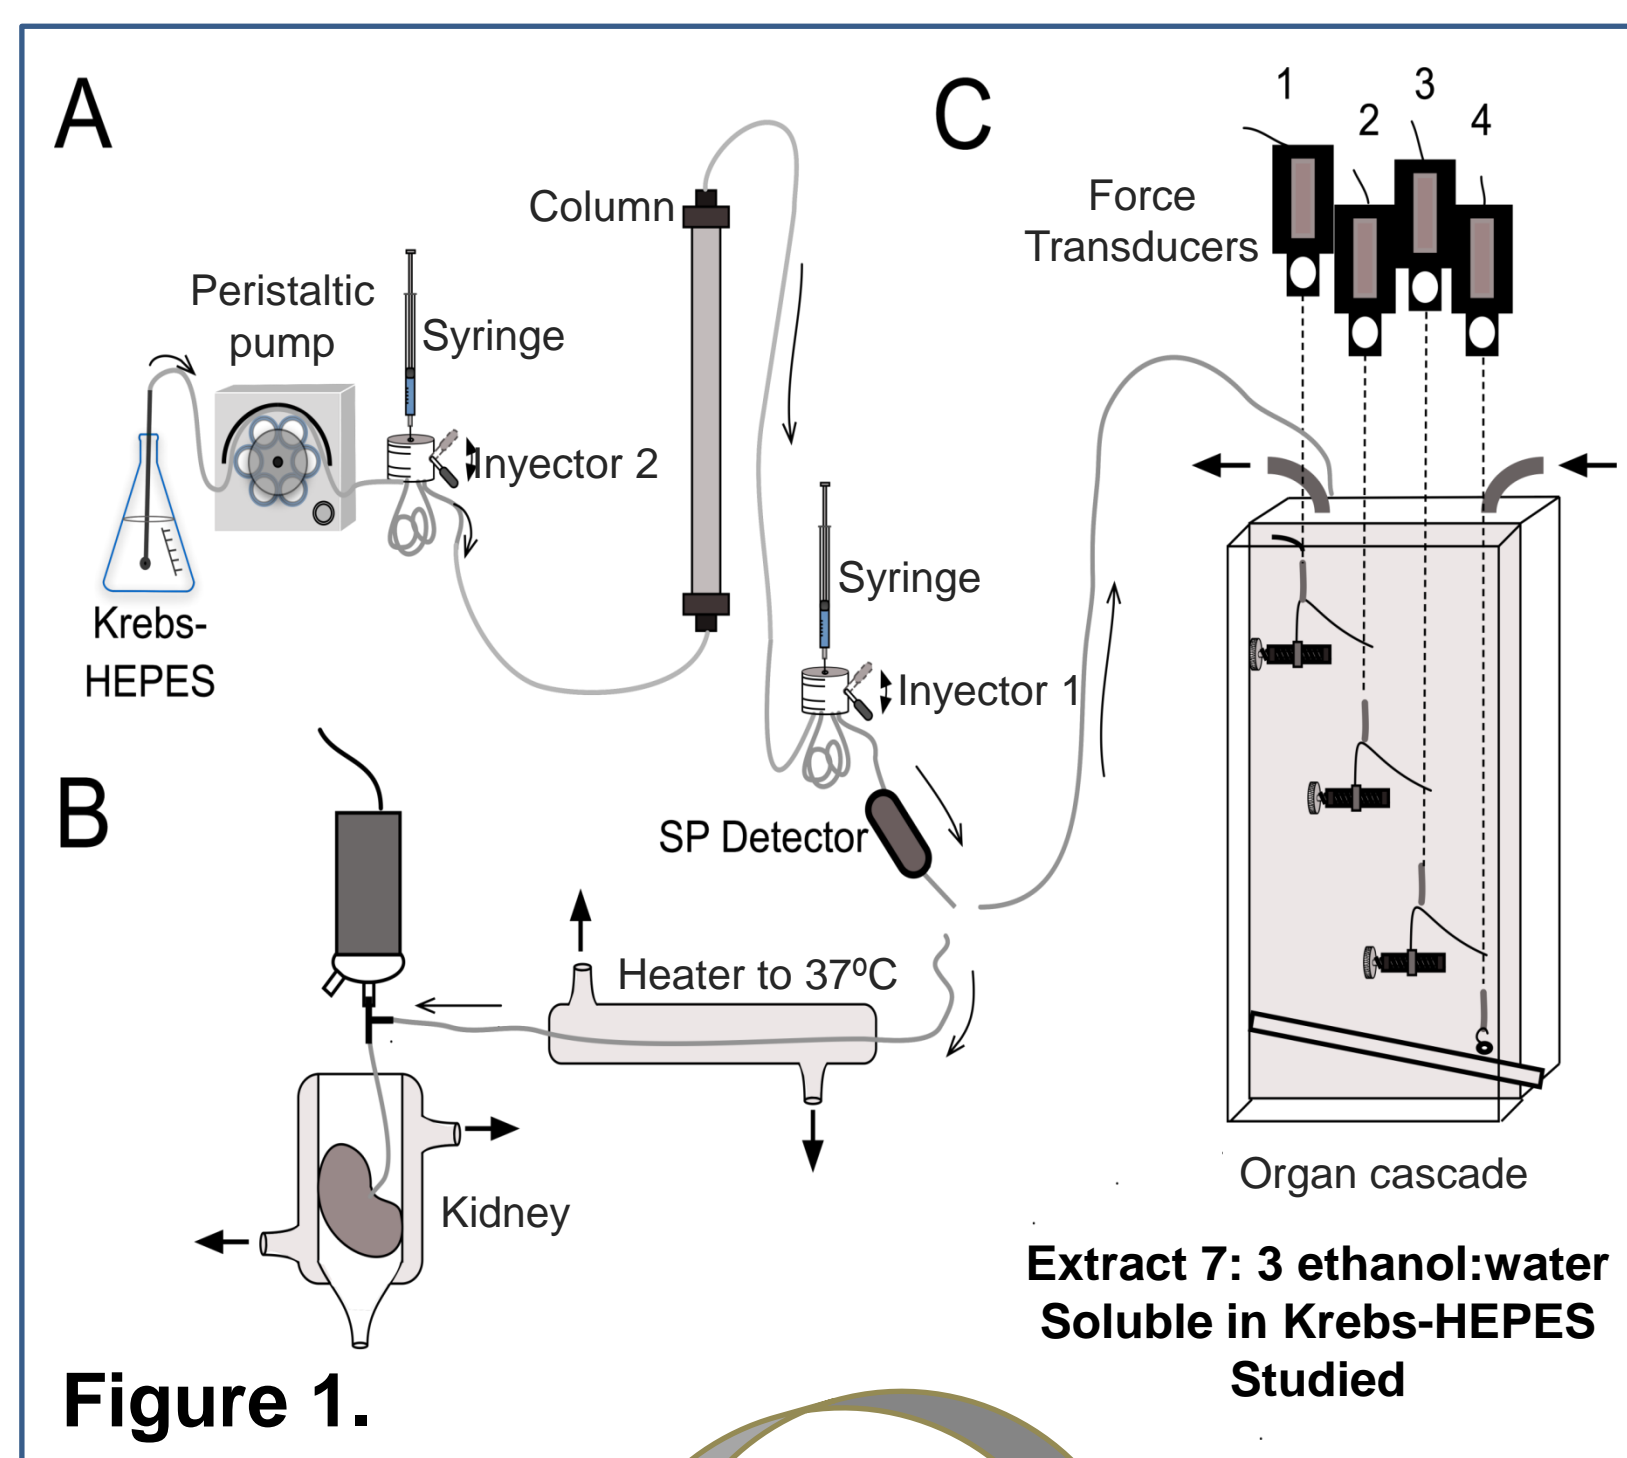 A
C
1
2
3
4
Force
Transducers
Column
Peristaltic
pump
Syringe
Inyector 2
Krebs-
HEPES
Syringe
Inyector 1
B
SP Detector
Heater to 37ºC
Kidney
Organ cascade
Extract 7: 3 ethanol:water
Soluble in Krebs-HEPES
Studied
Figure 1.